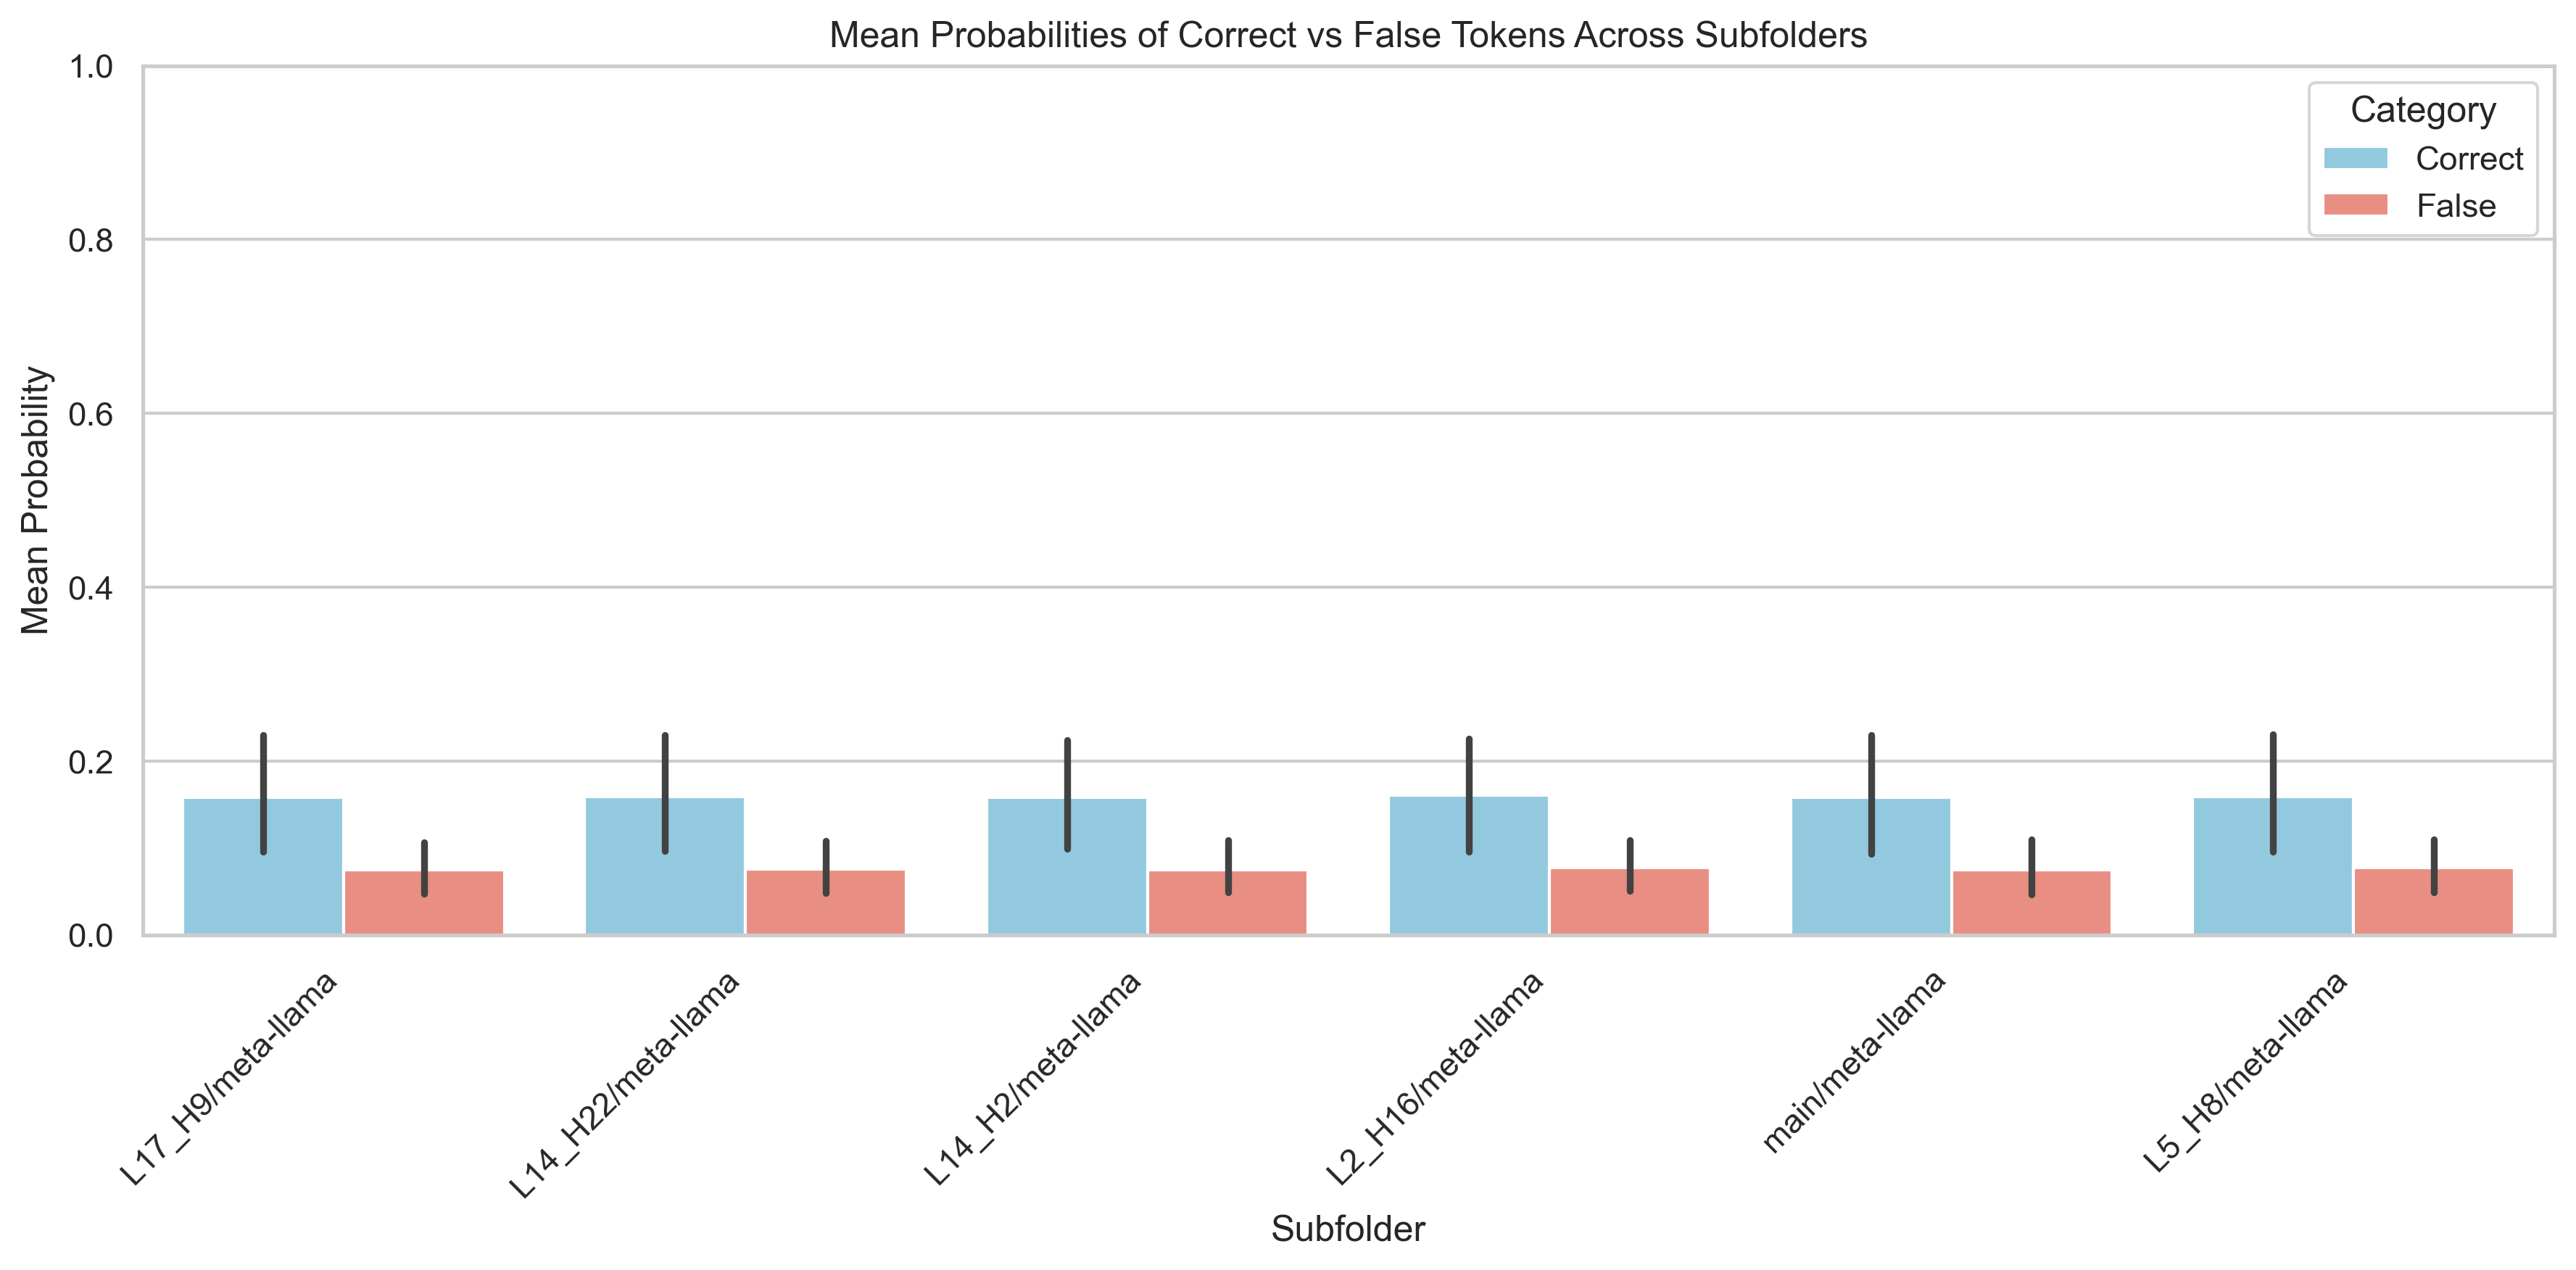 Mean Probabilities of Correct vs False Tokens Across Subfolders
1.0
0.8
0.6
0.4
0.2
0.0
Mean Probability
Category
Correct
False
L17_H9/meta-llama
L14_H22/meta-llama
L14_H2/meta-llama
L2_H16/meta-llama
main/meta-llama
L5_H8/meta-llama
Subfolder